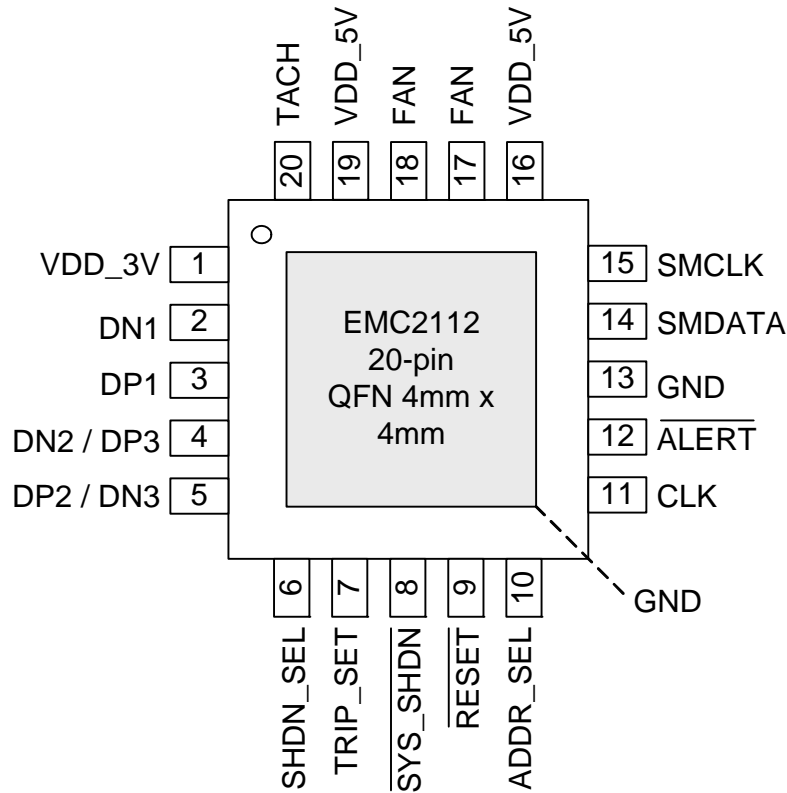 TACH
VDD_5V
FAN
FAN
VDD_5V
20
19
18
17
16
VDD_3V 1
DN1 2
DP1 3
DN2 / DP3 4
DP2 / DN3 5
EMC2112
20-pin
QFN 4mm x
4mm
15 SMCLK
14 SMDATA
13 GND
12 ALERT
11 CLK
GND
6
7
8
9
10
SHDN_SEL
TRIP_SET
SYS_SHDN
RESET
ADDR_SEL